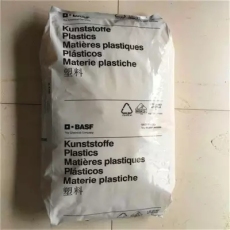 Kunststoffe
Plastics
Matières plastiques
Plásticos
Materie plastiche
塑料
BASF
Kunststoffe
Plastics
Matières plastiques
Plásticos
Materie plastiche
塑料